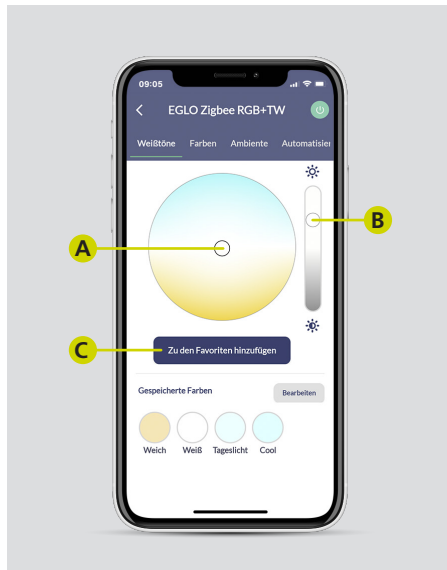 09:05
EGLO Zigbee RGB+TW
Weißtöne Farben Ambiente Automatisier
A
B
C
Zu den Favoriten hinzufügen
Gespeicherte Farben Bearbeiten
Weich Weiß Tageslicht Cool